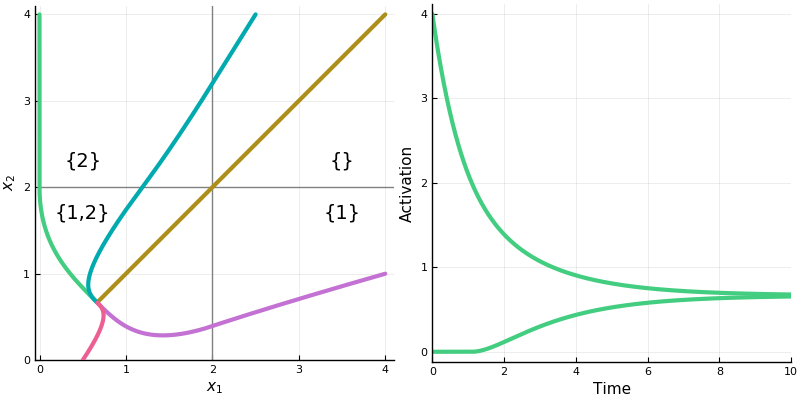 4
3
2
1
0
x₂
{2}
{}
{1,2}
{1}
0 1 2 3 4
x₁
4
3
2
1
0
Activation
0 2 4 6 8 10
Time